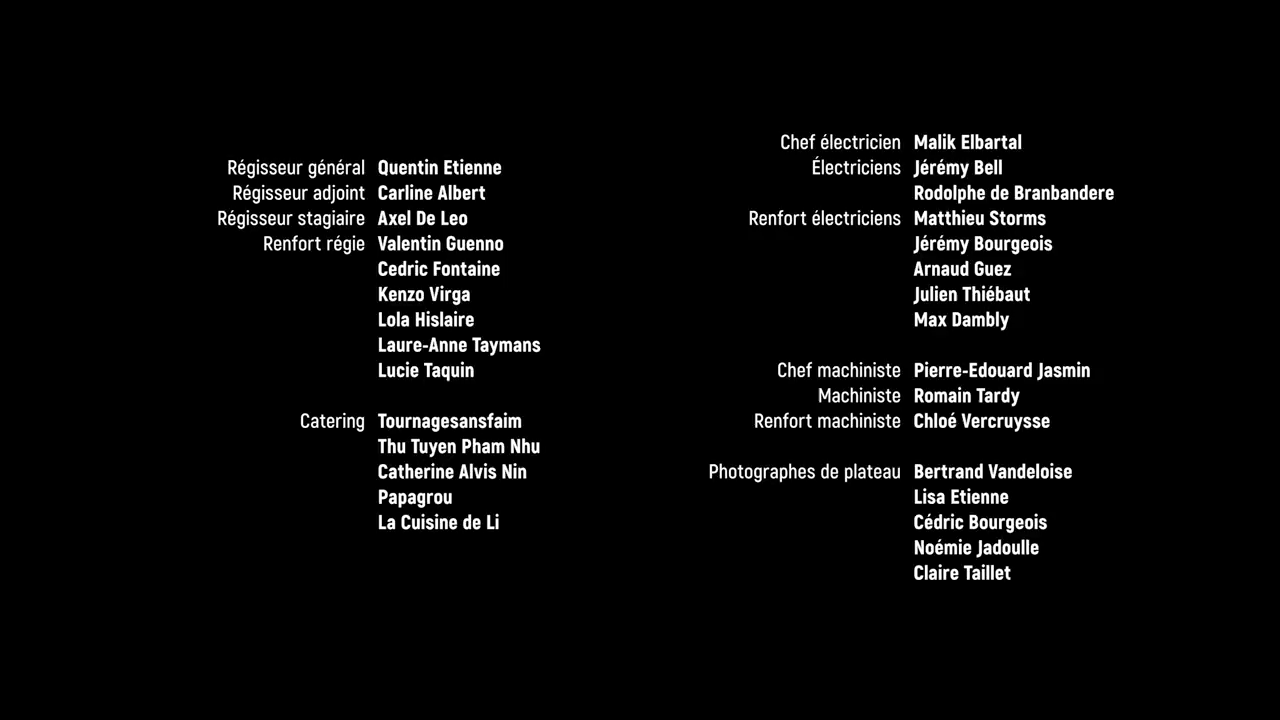 Régisseur général Quentin Etienne
Régisseur adjoint Carline Albert
Régisseur stagiaire Axel De Leo
Renfort régie Valentin Guenno
Cedric Fontaine
Kenzo Virga
Lola Hislaire
Laure-Anne Taymans
Lucie Taquin
Catering Tournagesansfaim
Thu Tuyen Pham Nhu
Catherine Alvis Nin
Papagrou
La Cuisine de Li
Chef électricien Malik Elbartal
Électriciens Jérémy Bell
Rodolphe de Branbandere
Renfort électriciens Matthieu Storms
Jérémy Bourgeois
Arnaud Guez
Julien Thiébaut
Max Dambly
Chef machiniste Pierre-Edouard Jasmin
Machiniste Romain Tardy
Renfort machiniste Chloé Vercruysse
Photographes de plateau Bertrand Vandeloise
Lisa Etienne
Cédric Bourgeois
Noémie Jadoulle
Claire Taillet